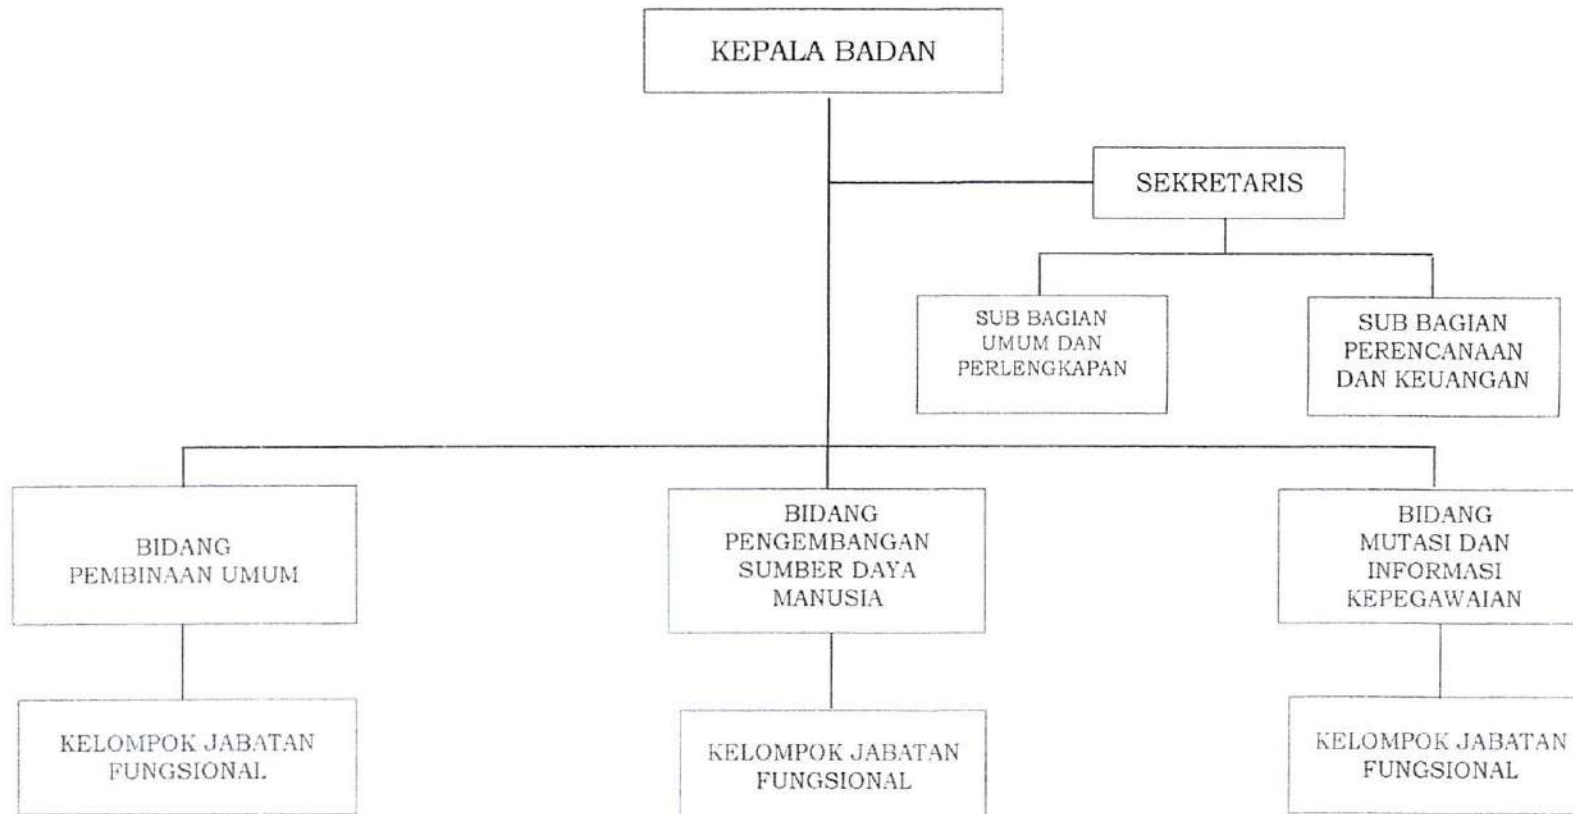 KEPALA BADAN
SEKRETARIS
SUB BAGIAN
UMUM DAN
PERLENGKAPAN
SUB BAGIAN
PERENCANAAN
DAN KEUANGAN
BIDANG
PEMBINAAN UMUM
BIDANG
PENGEMBANGAN
SUMBER DAYA
MANUSIA
BIDANG
MUTASI DAN
INFORMASI
KEPEGAWAIAN
KELOMPOK JABATAN
FUNGSIONAL
KELOMPOK JABATAN
FUNGSIONAL
KELOMPOK JABATAN
FUNGSIONAL